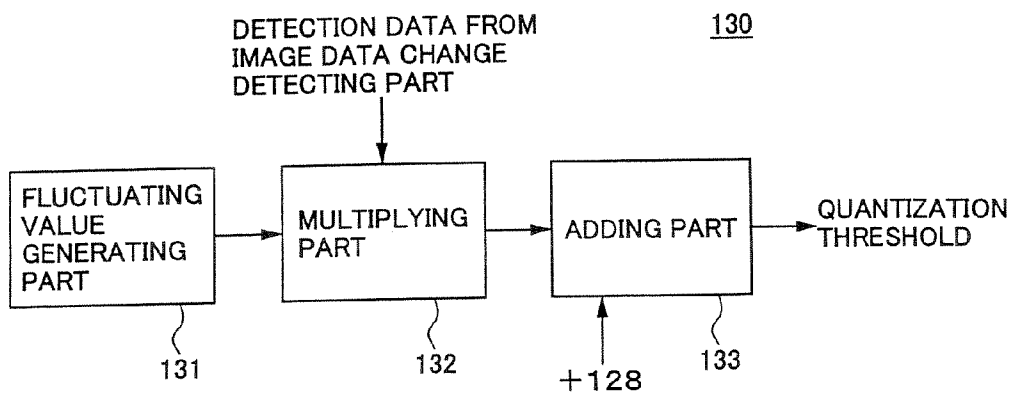 DETECTION DATA FROM
IMAGE DATA CHANGE
DETECTING PART
130
FLUCTUATING
VALUE
GENERATING
PART
MULTIPLYING
PART
ADDING PART
QUANTIZATION
THRESHOLD
131
132
133
+128